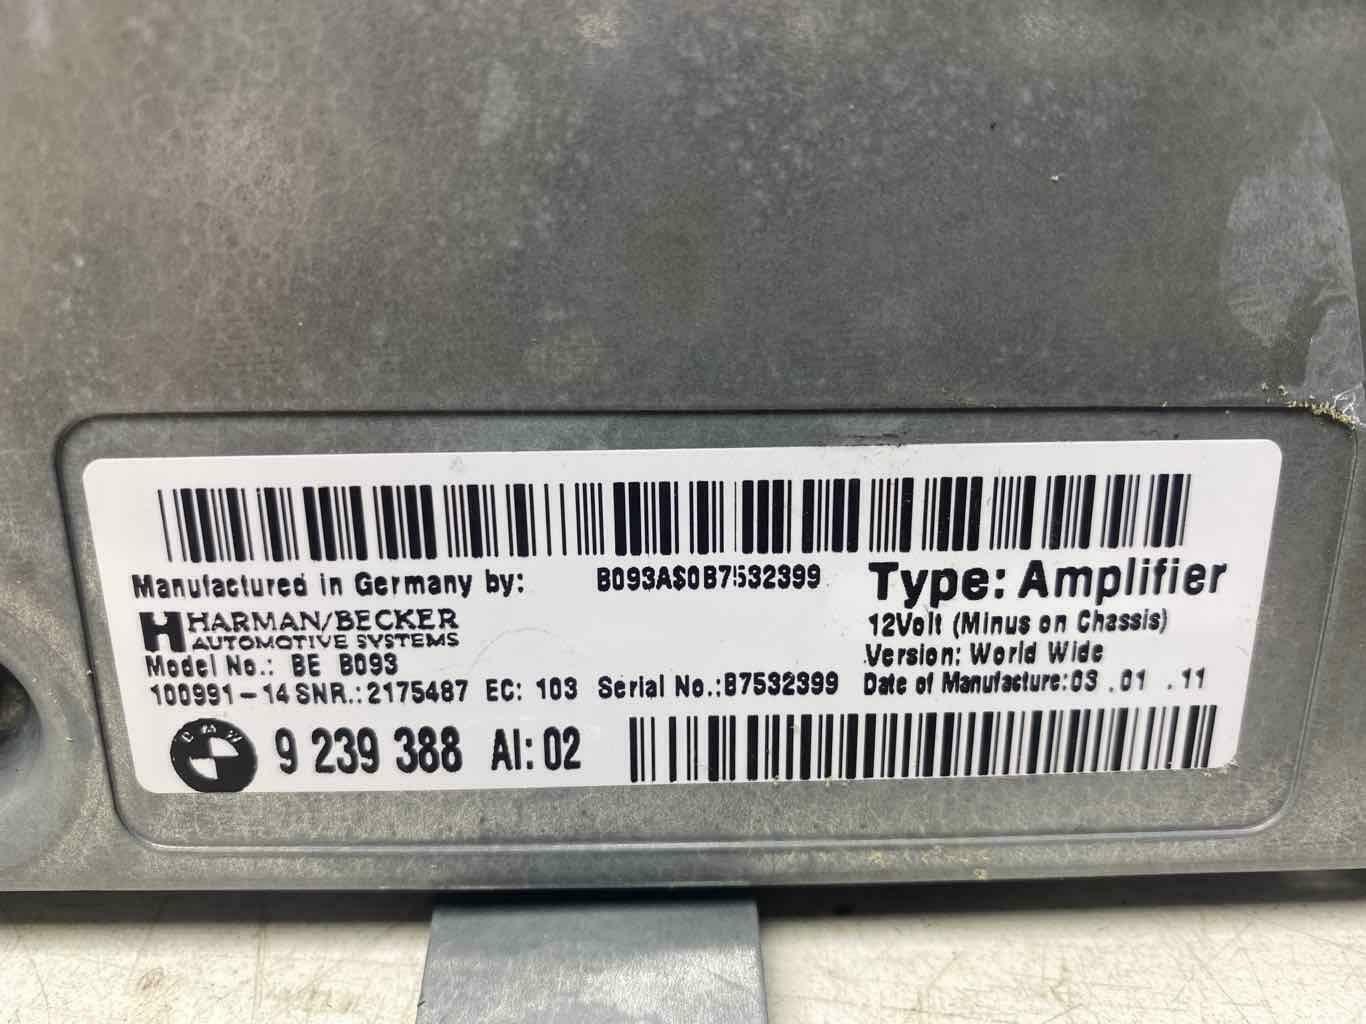 Manufactured in Germany by:
B093AS0B7532399
Type: Amplifier
HARMAN/BECKER
AUTOMOTIVE SYSTEMS
12Volt (Minus on Chassis)
Model No.: BE B093
Version: World Wide
100991-14 SNR.:2175487 EC: 103 Serial No.:B7532399 Date of Manufacture:03 .01 .11
BMW
9 239 388 AI:02